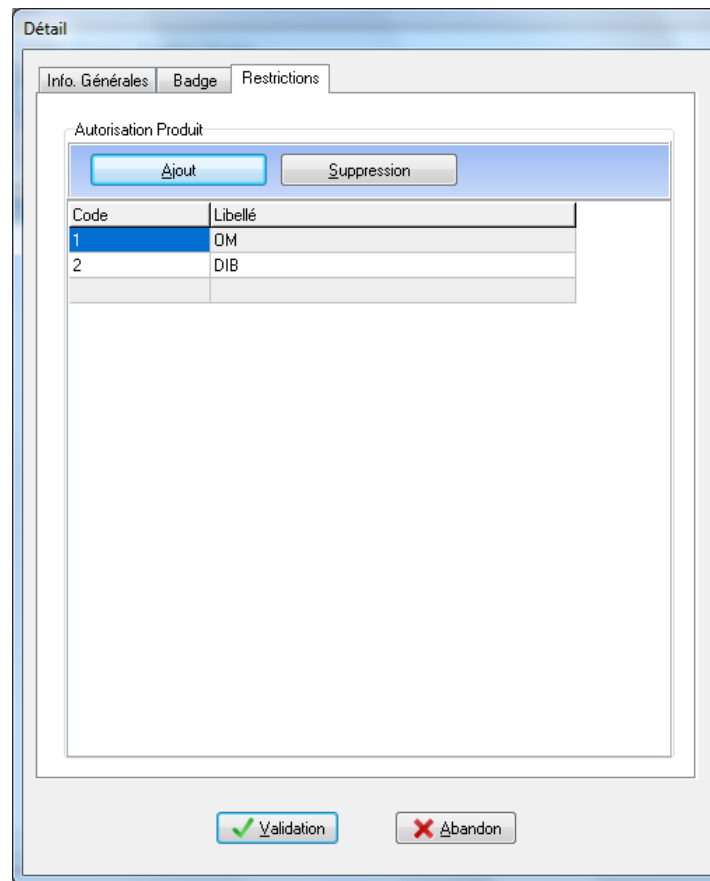 Détail
Info. Générales Badge Restrictions
Autorisation Produit
Ajout Suppression
Code Libellé
1 OM
2 DIB
Validation Abandon